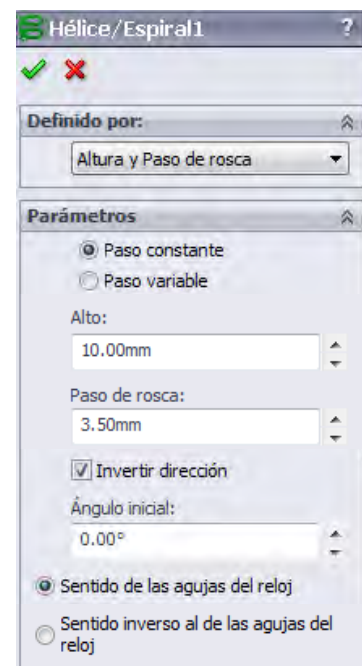 Hélice/Espiral1 ?
Definido por:
Altura y Paso de rosca
Parámetros
Paso constante
Paso variable
Alto:
10.00mm
Paso de rosca:
3.50mm
Invertir dirección
Ángulo inicial:
0.00°
Sentido de las agujas del reloj
Sentido inverso al de las agujas del
reloj